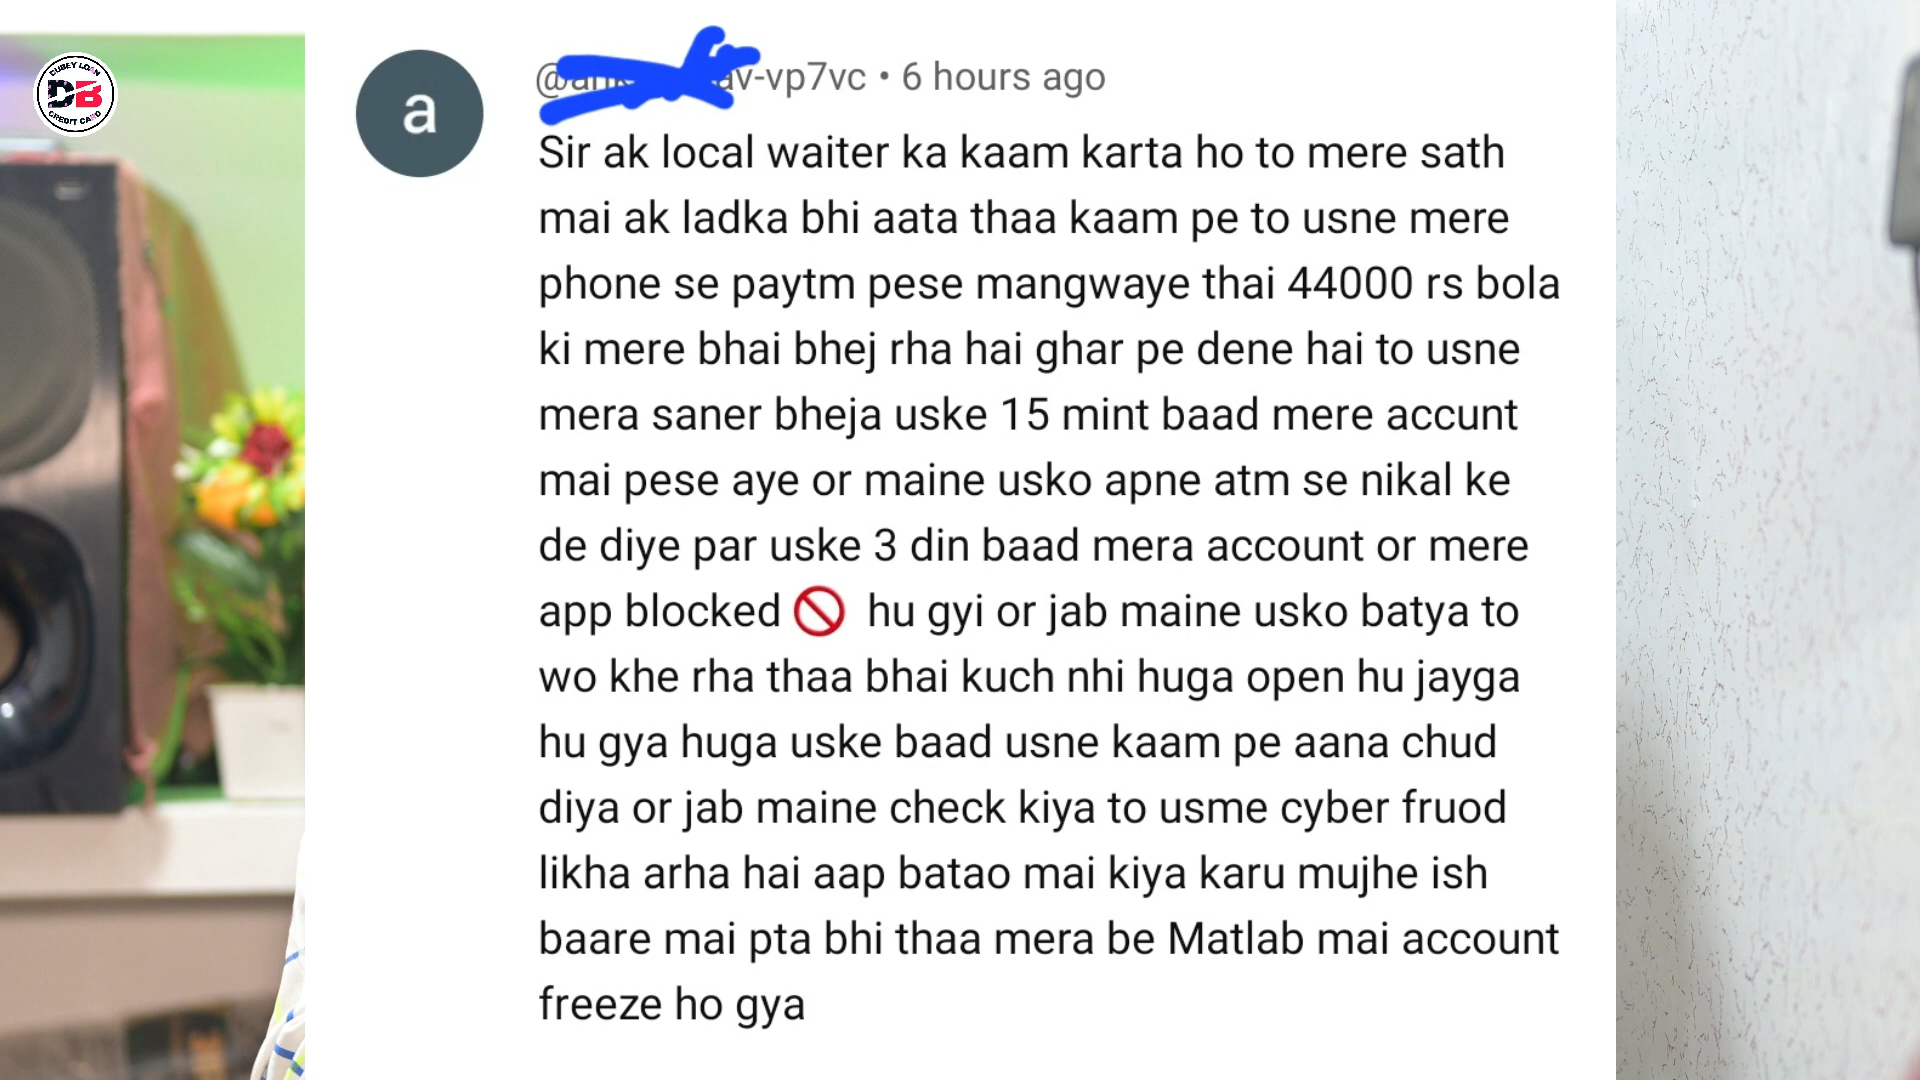 DUBEY LOAN
DB
CREDIT CARD
a
av-vp7vc • 6 hours ago
Sir ak local waiter ka kaam karta ho to mere sath
mai ak ladka bhi aata thaa kaam pe to usne mere
phone se paytm pese mangwaye thai 44000 rs bola
ki mere bhai bhej rha hai ghar pe dene hai to usne
mera saner bheja uske 15 mint baad mere accunt
mai pese aye or maine usko apne atm se nikal ke
de diye par uske 3 din baad mera account or mere
app blocked 🚫 hu gyi or jab maine usko batya to
wo khe rha thaa bhai kuch nhi huga open hu jayga
hu gya huga uske baad usne kaam pe aana chud
diya or jab maine check kiya to usme cyber fruod
likha arha hai aap batao mai kiya karu mujhe ish
baare mai pta bhi thaa mera be Matlab mai account
freeze ho gya